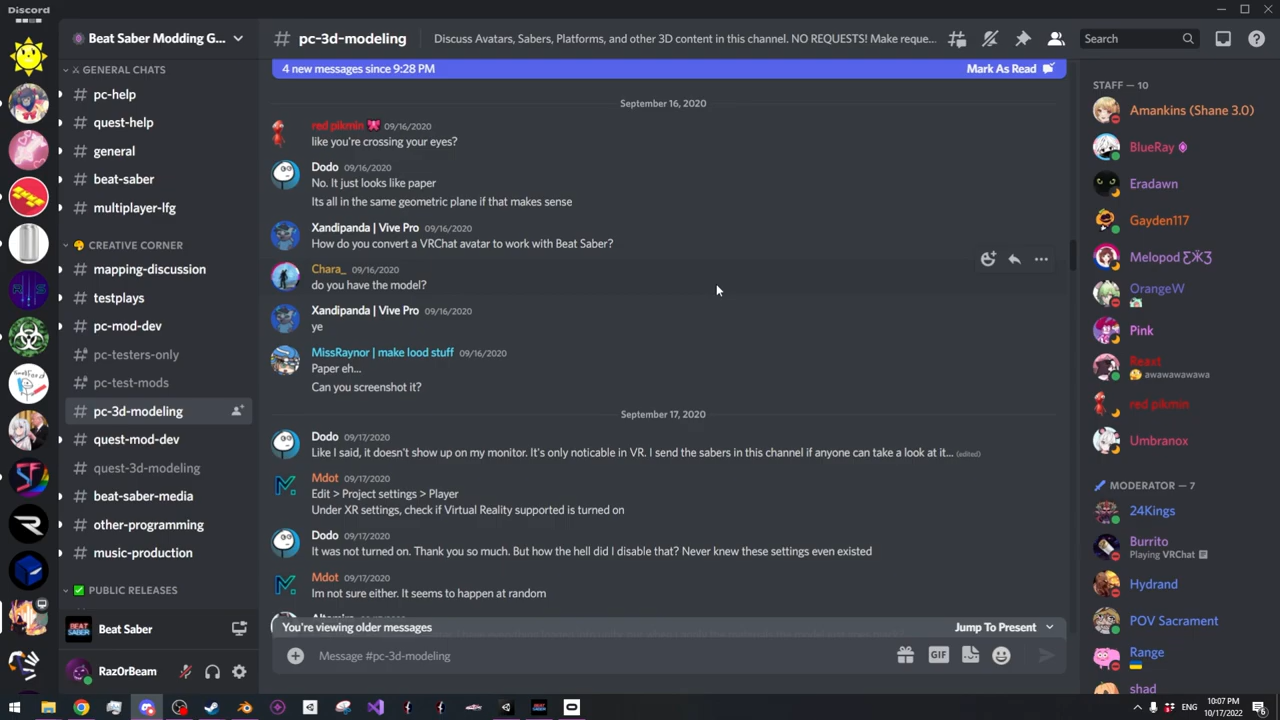 Discord
Beat Saber Modding G...
# pc-3d-modeling
Discuss Avatars, Sabers, Platforms, and other 3D content in this channel. NO REQUESTS! Make reque...
Search
GENERAL CHATS
# pc-help
# quest-help
# general
# beat-saber
# multiplayer-lfg
CREATIVE CORNER
# mapping-discussion
# testplays
# pc-mod-dev
# pc-testers-only
# pc-test-mods
# pc-3d-modeling
# quest-mod-dev
# quest-3d-modeling
# beat-saber-media
# other-programming
# music-production
PUBLIC RELEASES
BEAT SABER
Beat Saber
RazOrBeam
4 new messages since 9:28 PM
Mark As Read
September 16, 2020
red pikmin 09/16/2020
like you're crossing your eyes?
Dodo 09/16/2020
No. It just looks like paper
Its all in the same geometric plane if that makes sense
Xandipanda | Vive Pro 09/16/2020
How do you convert a VRChat avatar to work with Beat Saber?
Chara_ 09/16/2020
do you have the model?
Xandipanda | Vive Pro 09/16/2020
ye
MissRaynor | make lood stuff 09/16/2020
Paper eh...
Can you screenshot it?
September 17, 2020
Dodo 09/17/2020
Like I said, it doesn't show up on my monitor. It's only noticable in VR. I send the sabers in this channel if anyone can take a look at it... (edited)
Mdot 09/17/2020
Edit > Project settings > Player
Under XR settings, check if Virtual Reality supported is turned on
Dodo 09/17/2020
It was not turned on. Thank you so much. But how the hell did I disable that? Never knew these settings even existed
Mdot 09/17/2020
Im not sure either. It seems to happen at random
You're viewing older messages
Jump To Present
Message #pc-3d-modeling
GIF
STAFF — 10
Amankins (Shane 3.0)
BlueRay
Eradawn
Gayden117
Melopod ƸӜƷ
OrangeW
Pink
Reaxt
awawawawawa
red pikmin
Umbranox
MODERATOR — 7
24Kings
Burrito
Playing VRChat
Hydrand
POV Sacrament
Range
shad
ENG
10:07 PM
10/17/2022